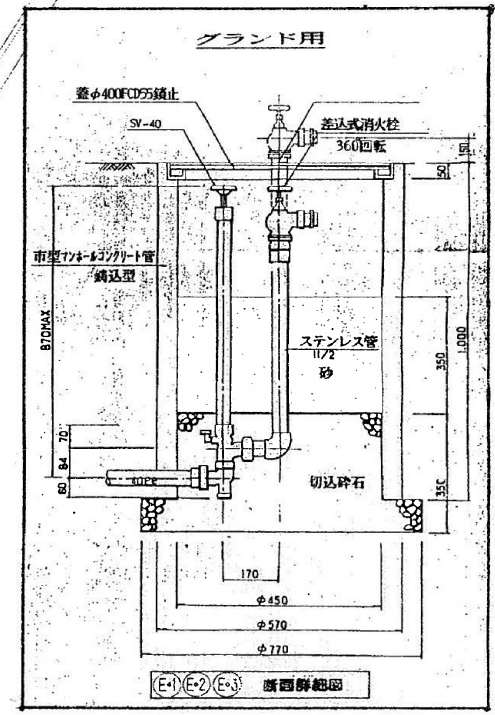 グランド用
蓋φ400FCD55鎖止
SV-40
差込式消火栓
360回転
50
市型マンホールコンクリート管
鋳込型
870MAX
1,000
350
ステンレス管
11/2
砂
70
84
60
切込砕石
350
170
φ450
φ570
φ770
E-1 E-2 E-3 断面詳細図